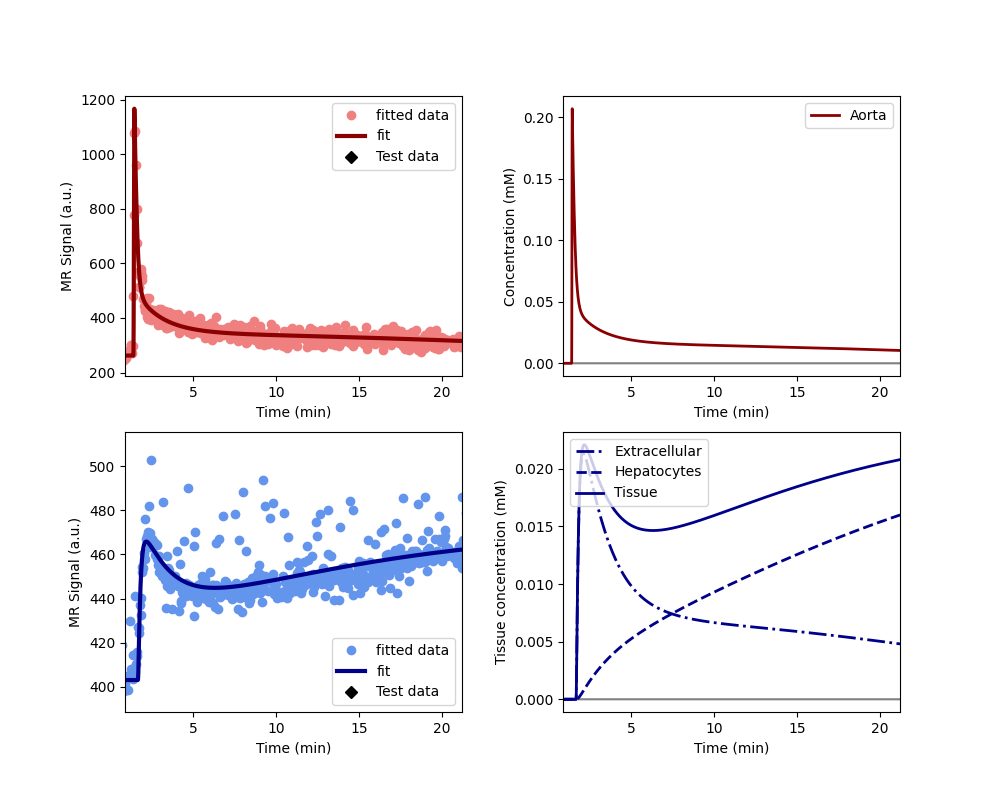 1200
1000
800
600
400
200
MR Signal (a.u.)
fitted data
fit
Test data
5
10
15
20
Time (min)
0.20
0.15
0.10
0.05
0.00
Concentration (mM)
Aorta
5
10
15
20
Time (min)
500
480
460
440
420
400
MR Signal (a.u.)
fitted data
fit
Test data
5
10
15
20
Time (min)
0.020
0.015
0.010
0.005
0.000
Tissue concentration (mM)
Extracellular
Hepatocytes
Tissue
5
10
15
20
Time (min)